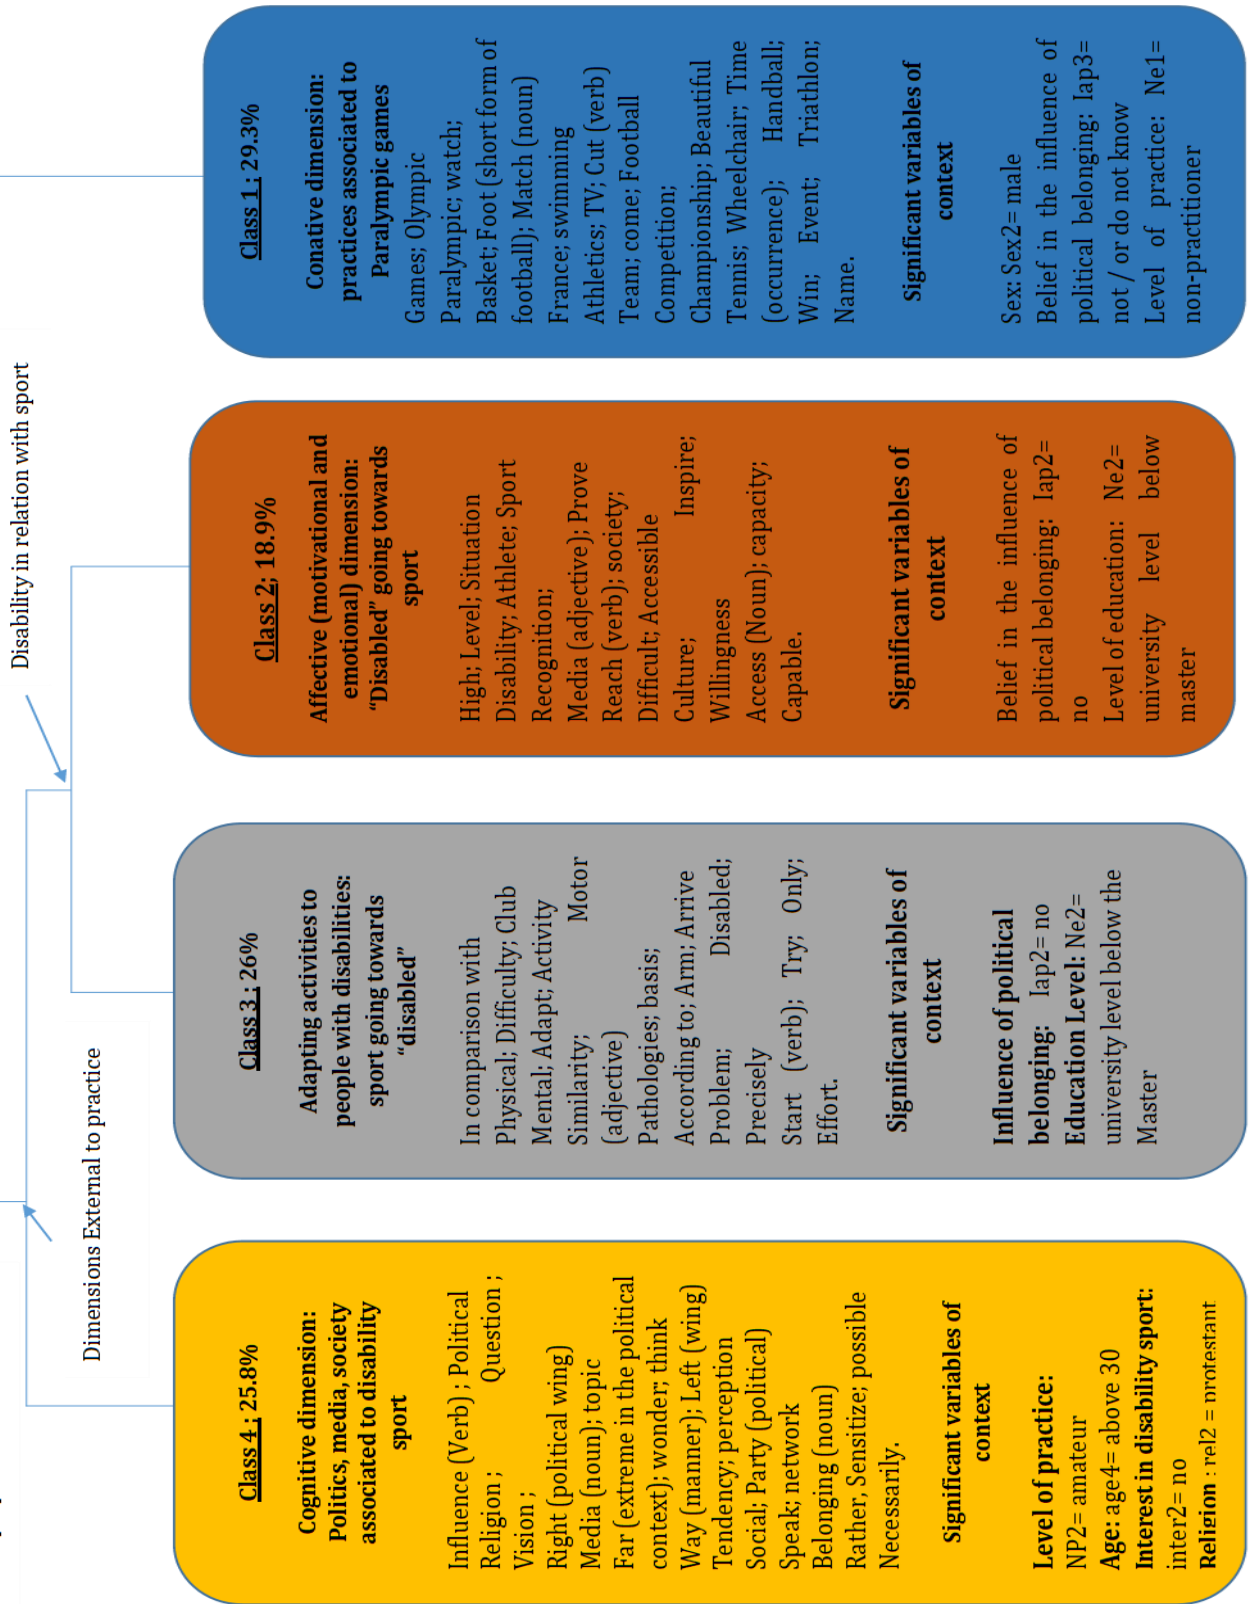 Disability in relation with sport
Dimensions External to practice
Class 4 ; 25.8%
Cognitive dimension:
Politics, media, society
associated to disability
sport
Influence (Verb) ; Political
Religion ; Question ;
Vision ;
Right (political wing)
Media (noun); topic
Far (extreme in the political
context); wonder; think
Way (manner); Left (wing)
Tendency; perception
Social; Party (political)
Speak; network
Belonging (noun)
Rather, Sensitize; possible
Necessarily.
Significant variables of
context
Level of practice:
NP2= amateur
Age: age4= above 30
Interest in disability sport:
inter2= no
Religion : rel2 = protestant
Class 3 ; 26%
Adapting activities to
people with disabilities:
sport going towards
“disabled”
In comparison with
Physical; Difficulty; Club
Mental; Adapt; Activity
Similarity; Motor
(adjective)
Pathologies; basis;
According to; Arm; Arrive
Problem; Disabled;
Precisely
Start (verb); Try; Only;
Effort.
Significant variables of
context
Influence of political
belonging: Iap2= no
Education Level: Ne2=
university level below the
Master
Class 2; 18.9%
Affective (motivational and
emotional) dimension:
“Disabled” going towards
sport
High; Level; Situation
Disability; Athlete; Sport
Recognition;
Media (adjective); Prove
Reach (verb); society;
Difficult; Accessible
Culture; Inspire;
Willingness
Access (Noun); capacity;
Capable.
Significant variables of
context
Belief in the influence of
political belonging: Iap2=
no
Level of education: Ne2=
university level below
master
Class 1 ; 29.3%
Conative dimension:
practices associated to
Paralympic games
Games; Olympic
Paralympic; watch;
Basket; Foot (short form of
football); Match (noun)
France; swimming
Athletics; TV; Cut (verb)
Team; come; Football
Competition;
Championship; Beautiful
Tennis; Wheelchair; Time
(occurrence); Handball;
Win; Event; Triathlon;
Name.
Significant variables of
context
Sex: Sex2= male
Belief in the influence of
political belonging: Iap3=
not / or do not know
Level of practice: Ne1=
non-practitioner